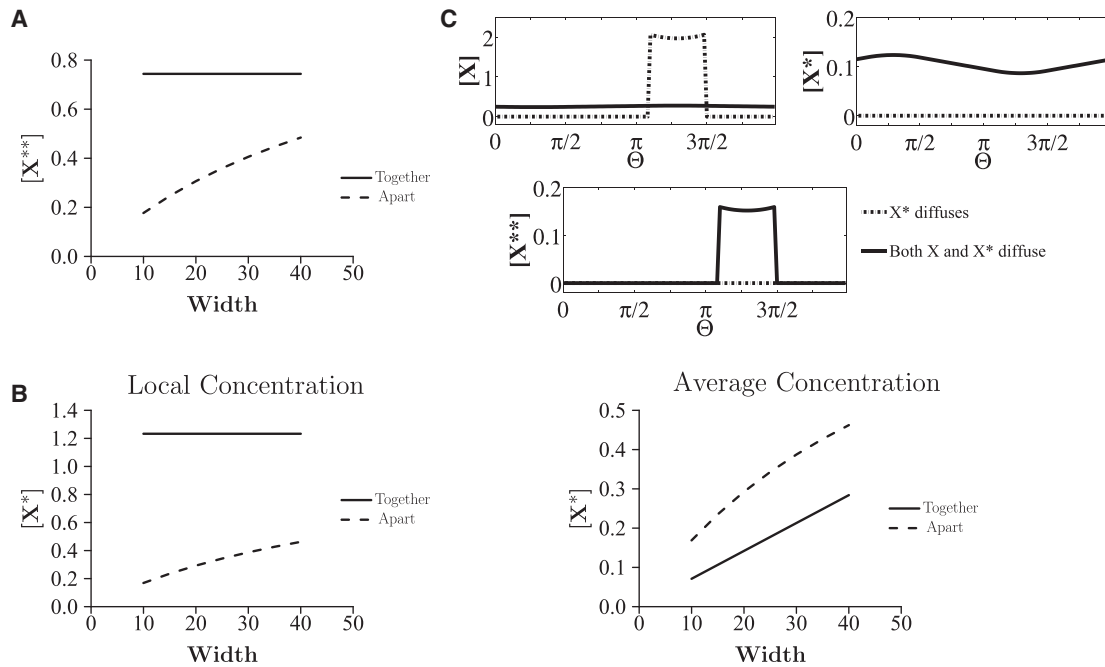 A
[X**]
0.8
0.6
0.4
0.2
0.0
0 10 20 30 40 50
Width
Together
Apart
C
[X]
2
1
0
0 π/2 π 3π/2
Θ
[X*]
0.2
0.1
0
0 π/2 π 3π/2
Θ
[X**]
0.2
0.1
0
0 π/2 π 3π/2
Θ
X* diffuses
Both X and X* diffuse
B
Local Concentration
[X*]
1.4
1.2
1.0
0.8
0.6
0.4
0.2
0.0
0 10 20 30 40 50
Width
Together
Apart
Average Concentration
[X*]
0.5
0.4
0.3
0.2
0.1
0.0
0 10 20 30 40 50
Width
Together
Apart